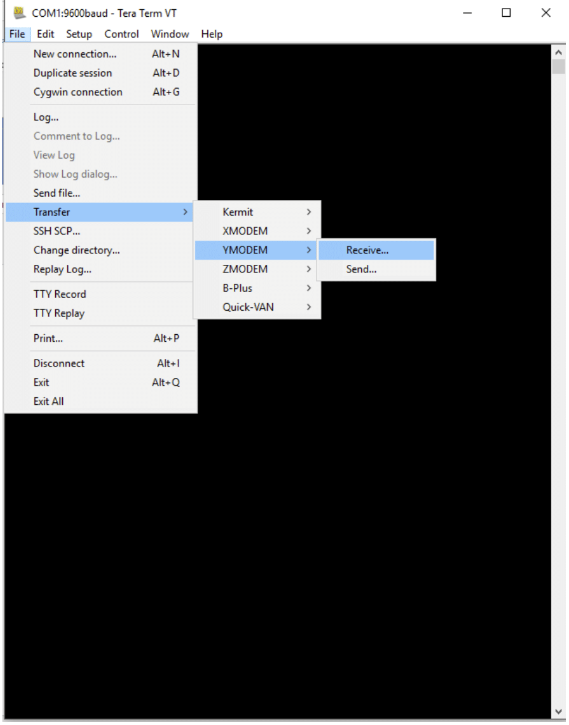 COM1:9600baud - Tera Term VT
File Edit Setup Control Window Help
New connection... Alt+N
Duplicate session Alt+D
Cygwin connection Alt+G
Log...
Comment to Log...
View Log
Show Log dialog...
Send file...
Transfer >
SSH SCP...
Change directory...
Replay Log...
TTY Record
TTY Replay
Print... Alt+P
Disconnect Alt+I
Exit Alt+Q
Exit All
Kermit >
XMODEM >
YMODEM >
ZMODEM >
B-Plus >
Quick-VAN >
Receive...
Send...